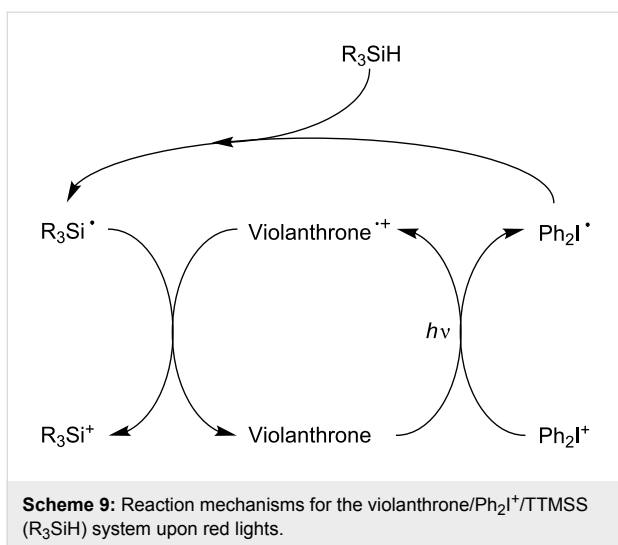 R₃SiH
R₃Si• Violanthrone•+ Ph₂I•
hν
R₃Si+ Violanthrone Ph₂I+
Scheme 9: Reaction mechanisms for the violanthrone/Ph₂I+/TTMSS
(R₃SiH) system upon red lights.